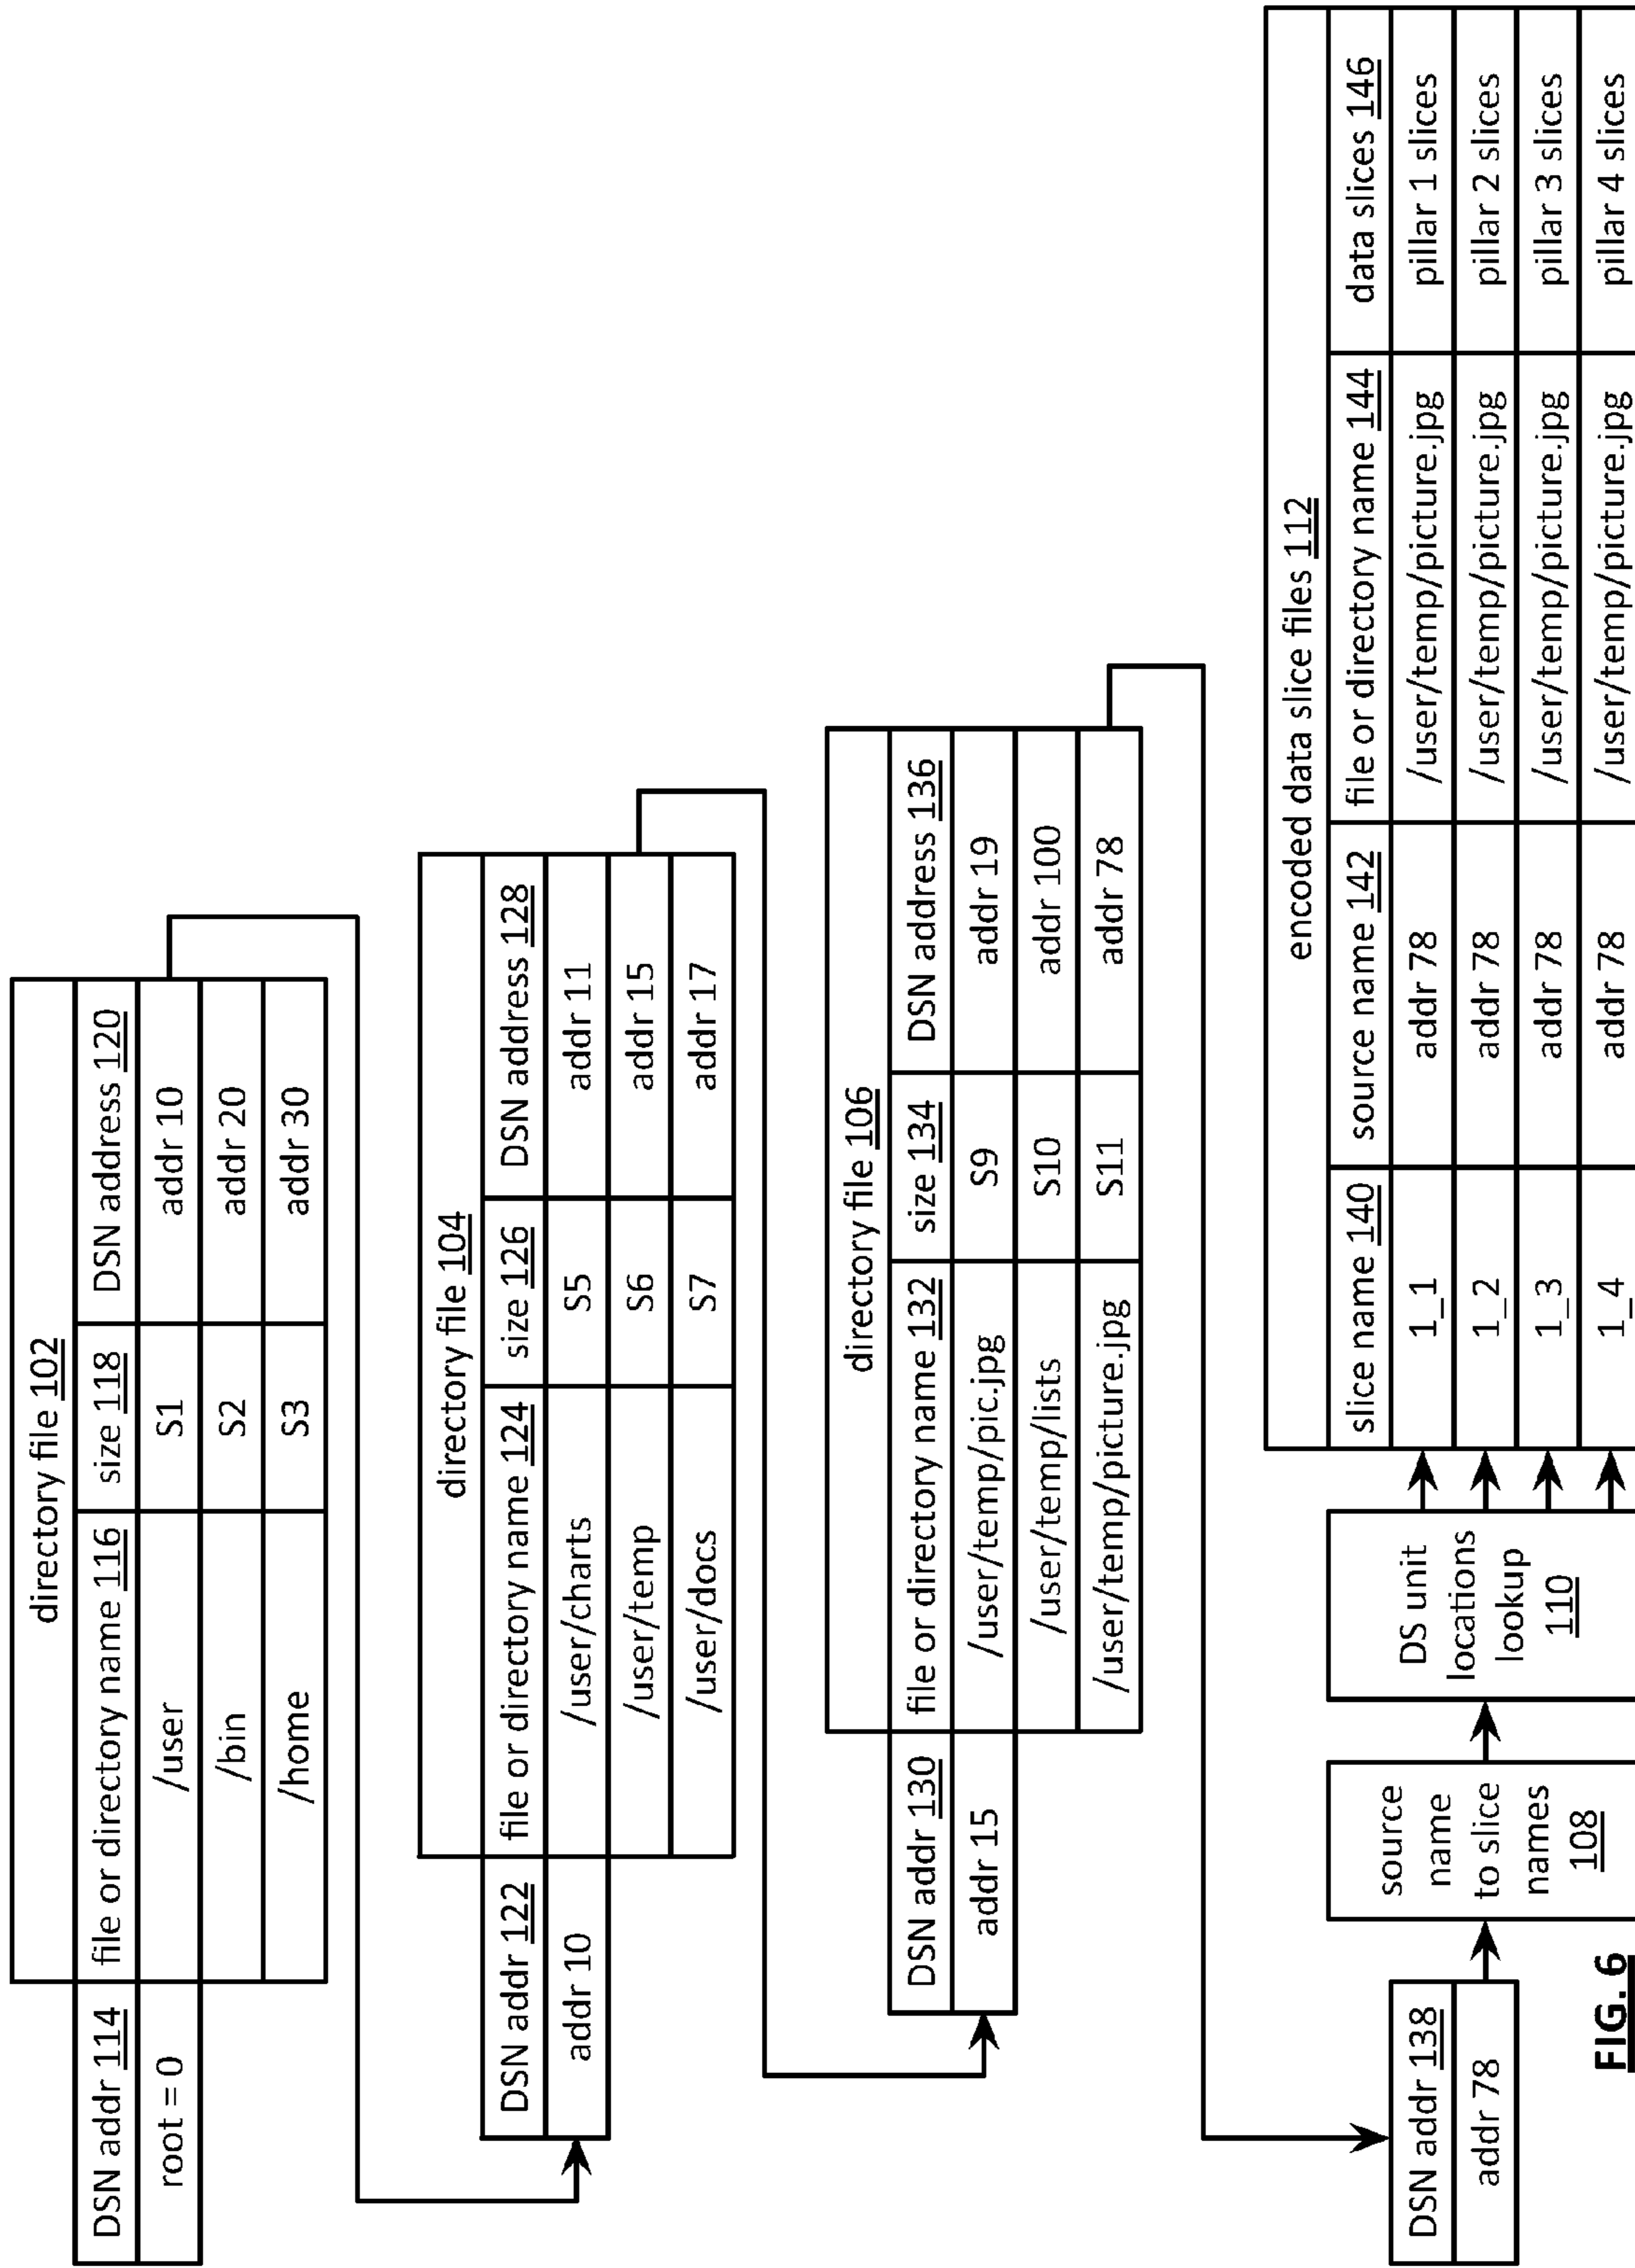 directory file 102
DSN addr 114 file or directory name 116 size 118 DSN address 120
root = 0 /user S1 addr 10
/bin S2 addr 20
/home S3 addr 30
directory file 104
DSN addr 122 file or directory name 124 size 126 DSN address 128
addr 10 /user/charts S5 addr 11
/user/temp S6 addr 15
/user/docs S7 addr 17
directory file 106
DSN addr 130 file or directory name 132 size 134 DSN address 136
addr 15 /user/temp/pic.jpg S9 addr 19
/user/temp/lists S10 addr 100
/user/temp/picture.jpg S11 addr 78
DSN addr 138
addr 78
source
name
to slice
names
108
DS unit
locations
lookup
110
encoded data slice files 112
slice name 140 source name 142 file or directory name 144 data slices 146
1_1 addr 78 /user/temp/picture.jpg pillar 1 slices
1_2 addr 78 /user/temp/picture.jpg pillar 2 slices
1_3 addr 78 /user/temp/picture.jpg pillar 3 slices
1_4 addr 78 /user/temp/picture.jpg pillar 4 slices
FIG. 6